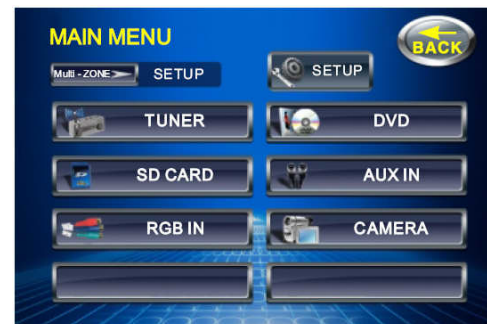 MAIN MENU
BACK
Multi - ZONE SETUP
SETUP
TUNER
DVD
SD CARD
AUX IN
RGB IN
CAMERA